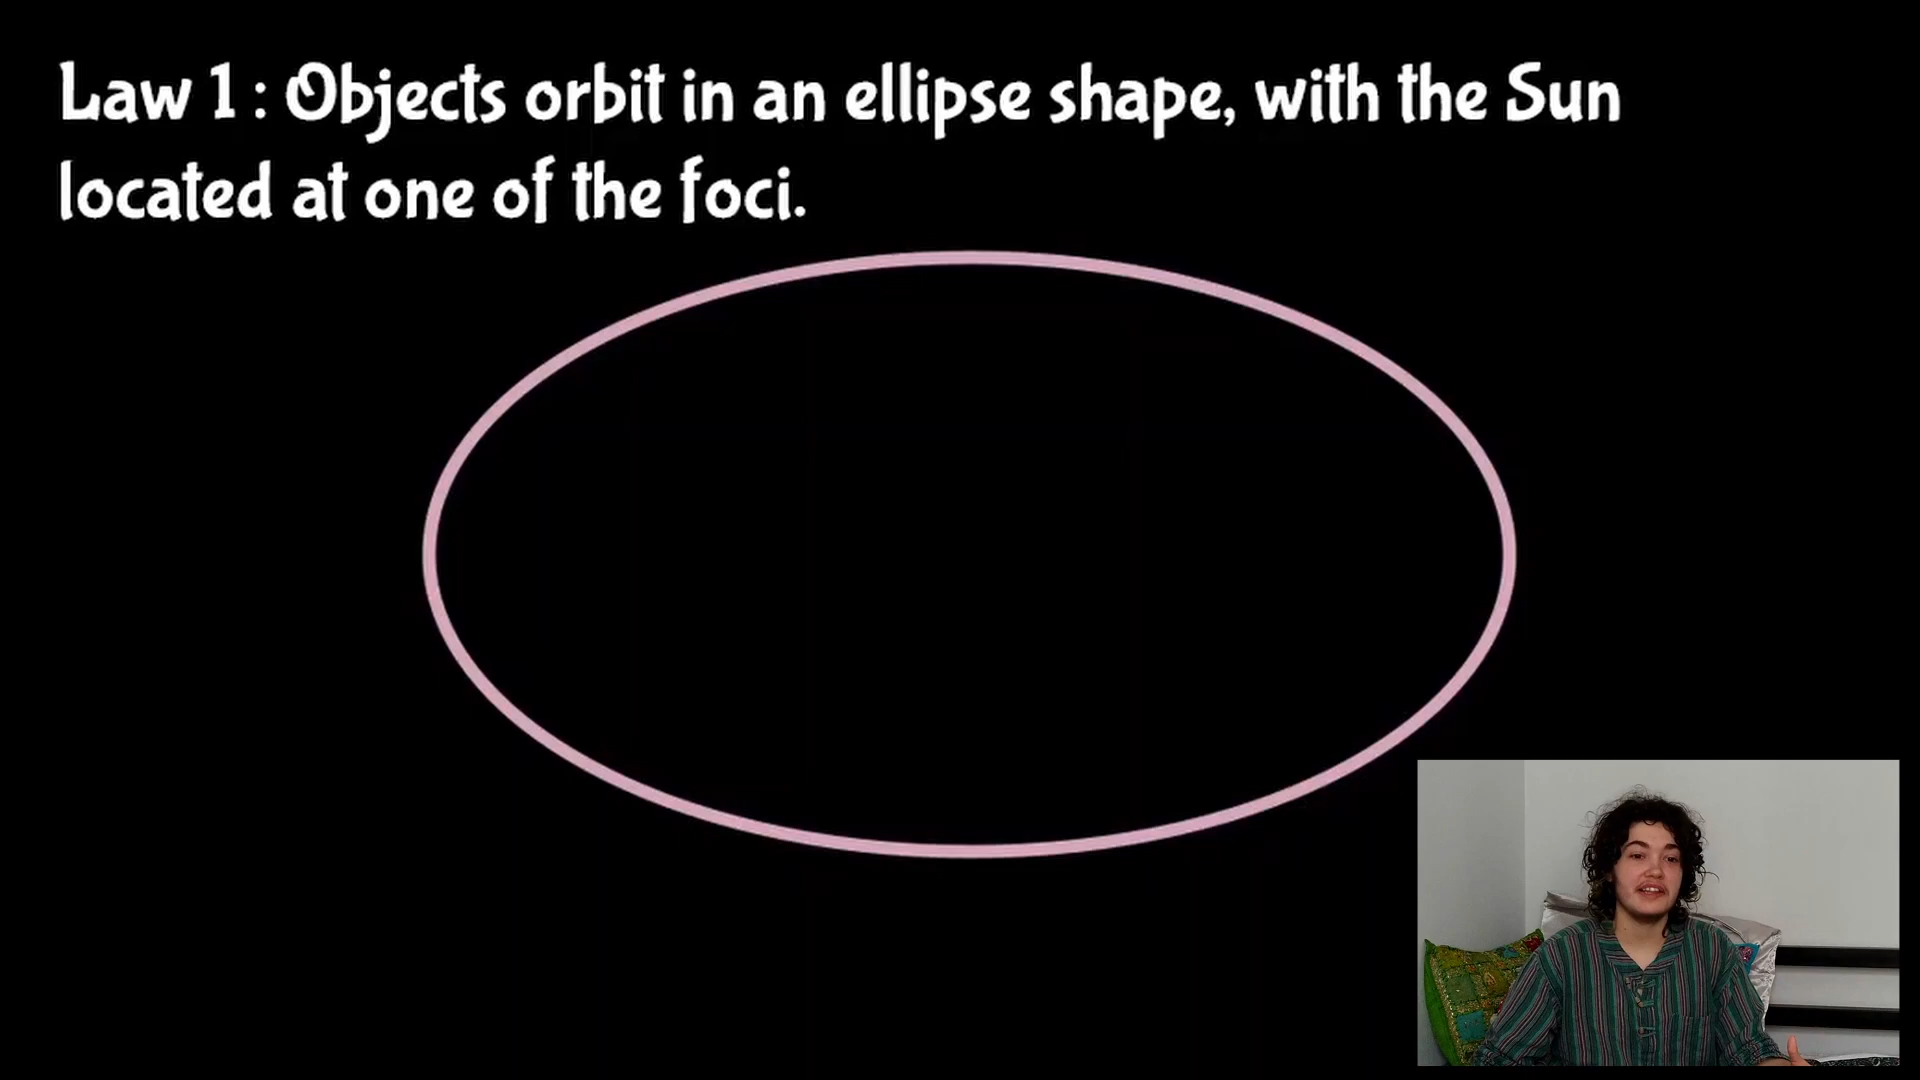 Law 1 : Objects orbit in an ellipse shape, with the Sun
located at one of the foci.